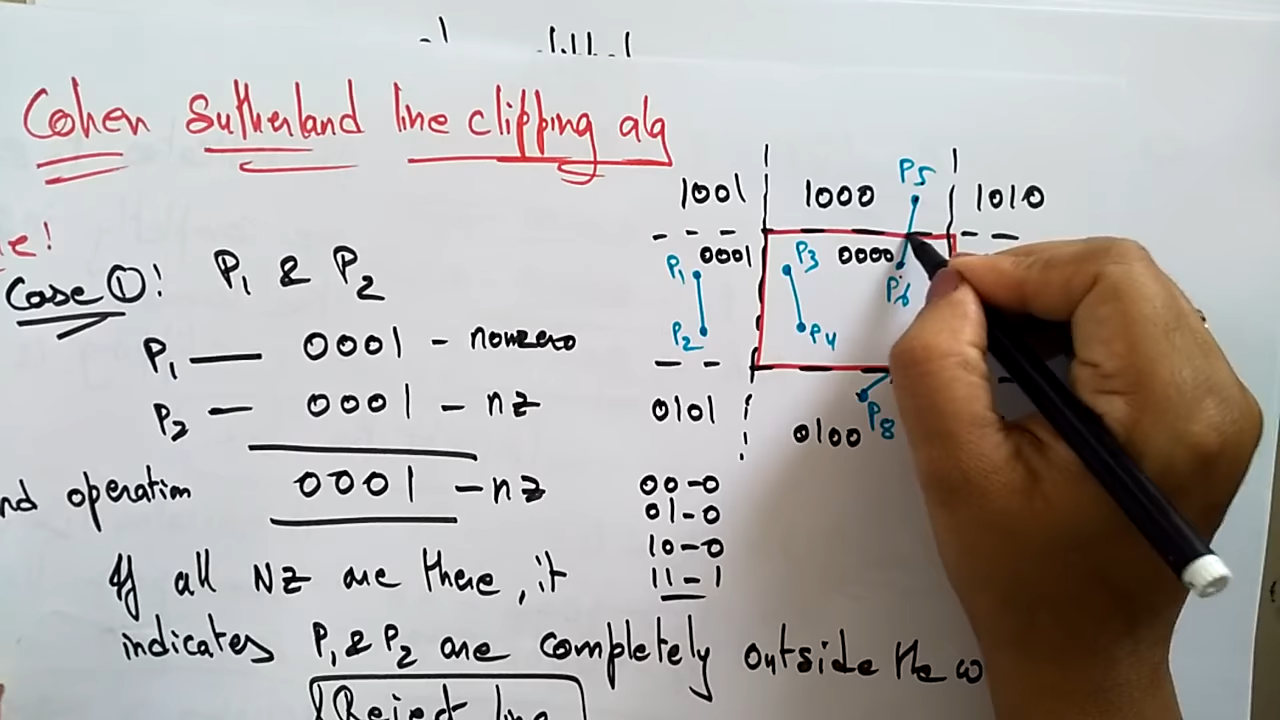 Cohen Sutherland line clipping alg
Case ①! P1 & P2
P1 — 0001 - nonzero
P2 — 0001 - nz
0001 - nz
operation
If all NZ are there, it
indicates P1 & P2 are completely outside the
Reject line
1001 1000 P5 1010
P1 0001 P3 0000 P6
P2 P4
0101 0100 P8
00-0
01-0
10-0
11-1